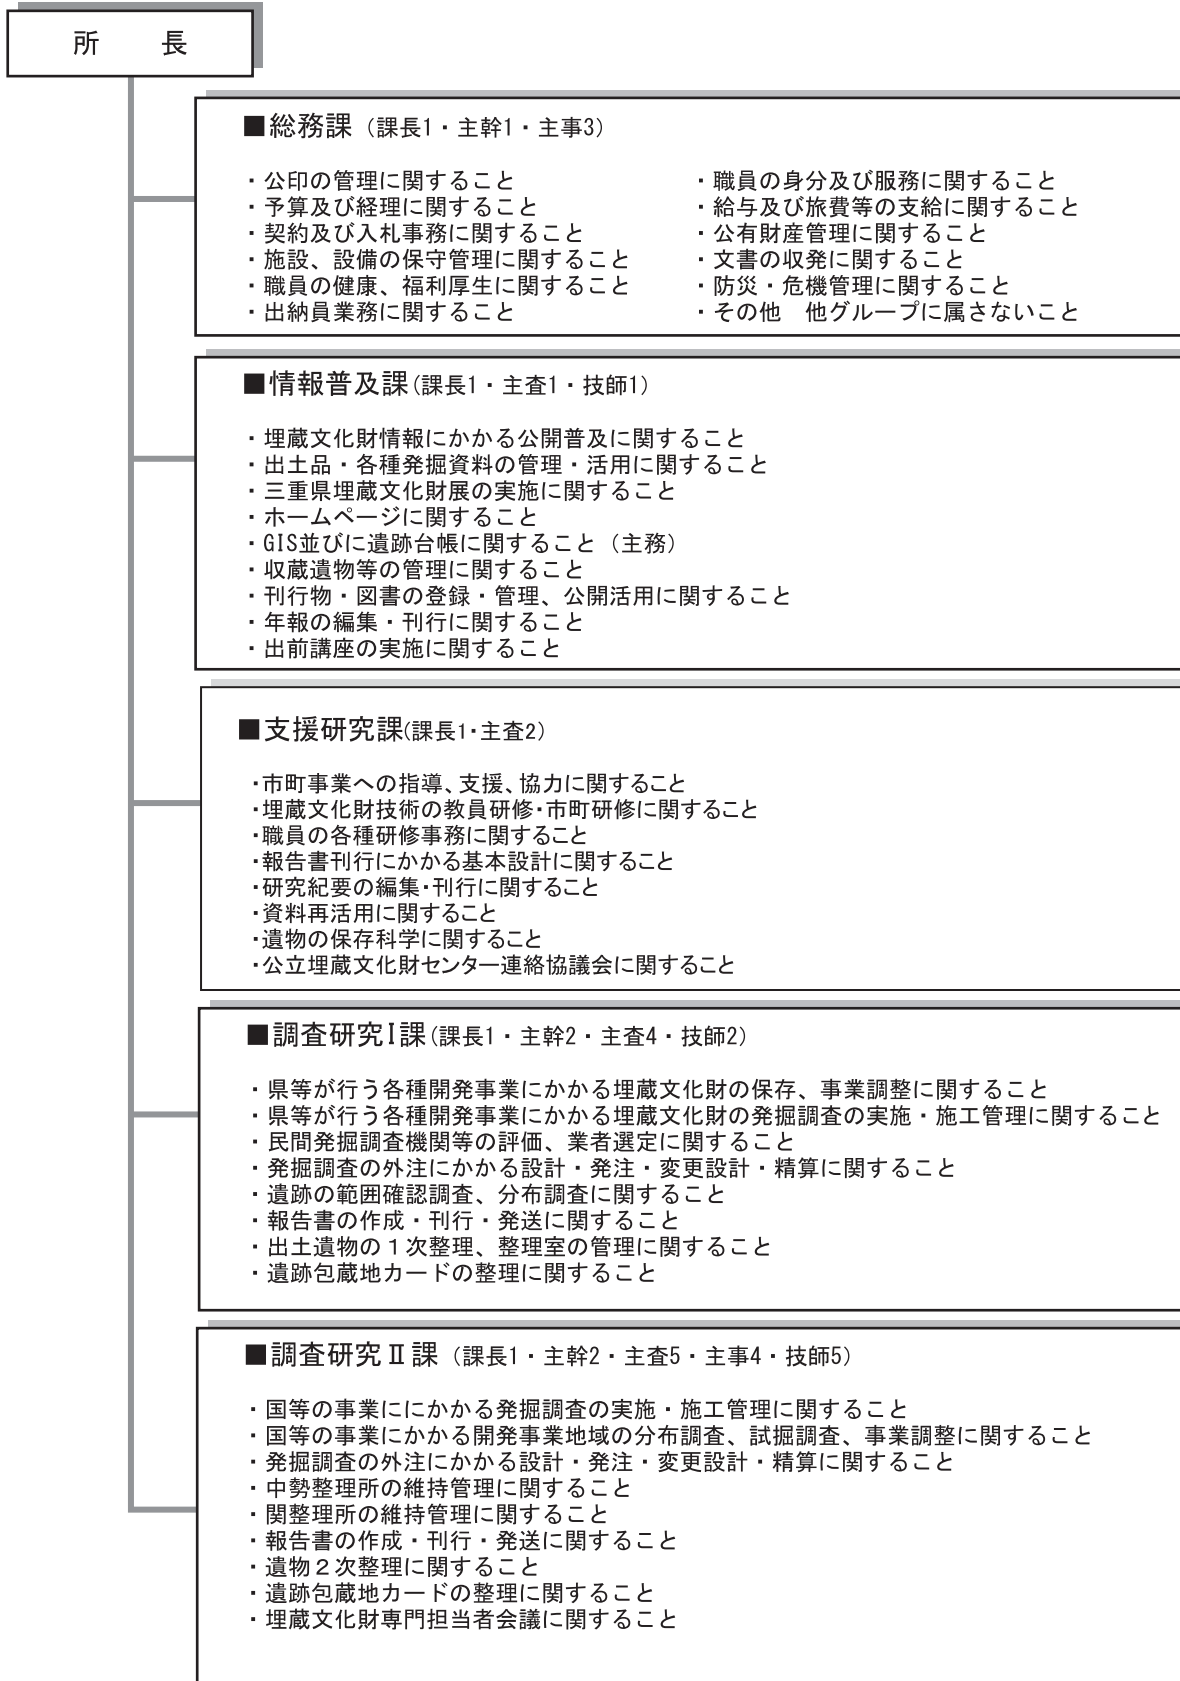 所　　長
■総務課（課長1・主幹1・主事3）
・公印の管理に関すること
・予算及び経理に関すること
・契約及び入札事務に関すること
・施設、設備の保守管理に関すること
・職員の健康、福利厚生に関すること
・出納員業務に関すること
・職員の身分及び服務に関すること
・給与及び旅費等の支給に関すること
・公有財産管理に関すること
・文書の収発に関すること
・防災・危機管理に関すること
・その他　他グループに属さないこと
■情報普及課(課長1・主査1・技師1)
・埋蔵文化財情報にかかる公開普及に関すること
・出土品・各種発掘資料の管理・活用に関すること
・三重県埋蔵文化財展の実施に関すること
・ホームページに関すること
・GIS並びに遺跡台帳に関すること（主務）
・収蔵遺物等の管理に関すること
・刊行物・図書の登録・管理、公開活用に関すること
・年報の編集・刊行に関すること
・出前講座の実施に関すること
■支援研究課(課長1・主査2)
・市町事業への指導、支援、協力に関すること
・埋蔵文化財技術の教員研修・市町研修に関すること
・職員の各種研修事務に関すること
・報告書刊行にかかる基本設計に関すること
・研究紀要の編集・刊行に関すること
・資料再活用に関すること
・遺物の保存科学に関すること
・公立埋蔵文化財センター連絡協議会に関すること
■調査研究Ⅰ課(課長1・主幹2・主査4・技師2)
・県等が行う各種開発事業にかかる埋蔵文化財の保存、事業調整に関すること
・県等が行う各種開発事業にかかる埋蔵文化財の発掘調査の実施・施工管理に関すること
・民間発掘調査機関等の評価、業者選定に関すること
・発掘調査の外注にかかる設計・発注・変更設計・精算に関すること
・遺跡の範囲確認調査、分布調査に関すること
・報告書の作成・刊行・発送に関すること
・出土遺物の１次整理、整理室の管理に関すること
・遺跡包蔵地カードの整理に関すること
■調査研究Ⅱ課（課長1・主幹2・主査5・主事4・技師5）
・国等の事業ににかかる発掘調査の実施・施工管理に関すること
・国等の事業にかかる開発事業地域の分布調査、試掘調査、事業調整に関すること
・発掘調査の外注にかかる設計・発注・変更設計・精算に関すること
・中勢整理所の維持管理に関すること
・関整理所の維持管理に関すること
・報告書の作成・刊行・発送に関すること
・遺物２次整理に関すること
・遺跡包蔵地カードの整理に関すること
・埋蔵文化財専門担当者会議に関すること